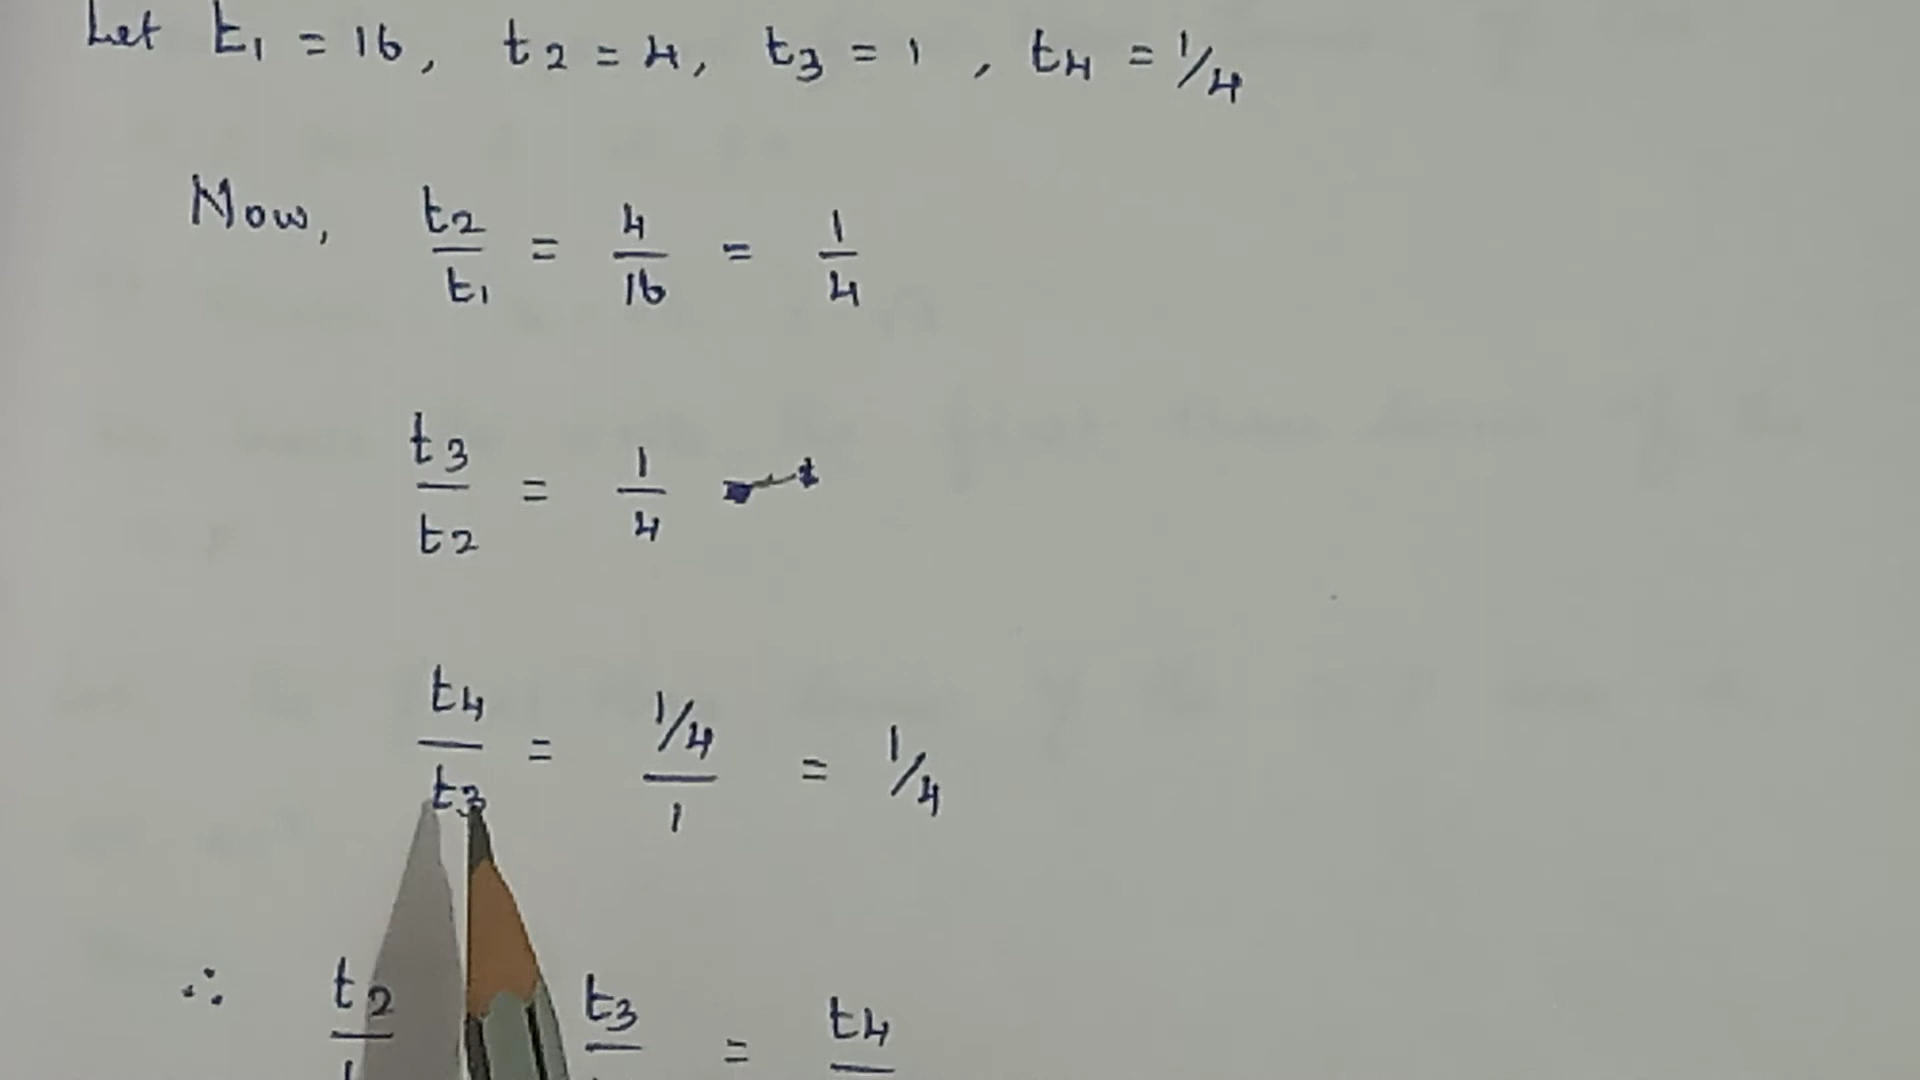 Let t1 = 16, t2 = 4, t3 = 1, t4 = 1/4
Now, t2/t1 = 4/16 = 1/4
t3/t2 = 1/4
t4/t3 = 1/4/1 = 1/4
∴ t2 t3 = t4